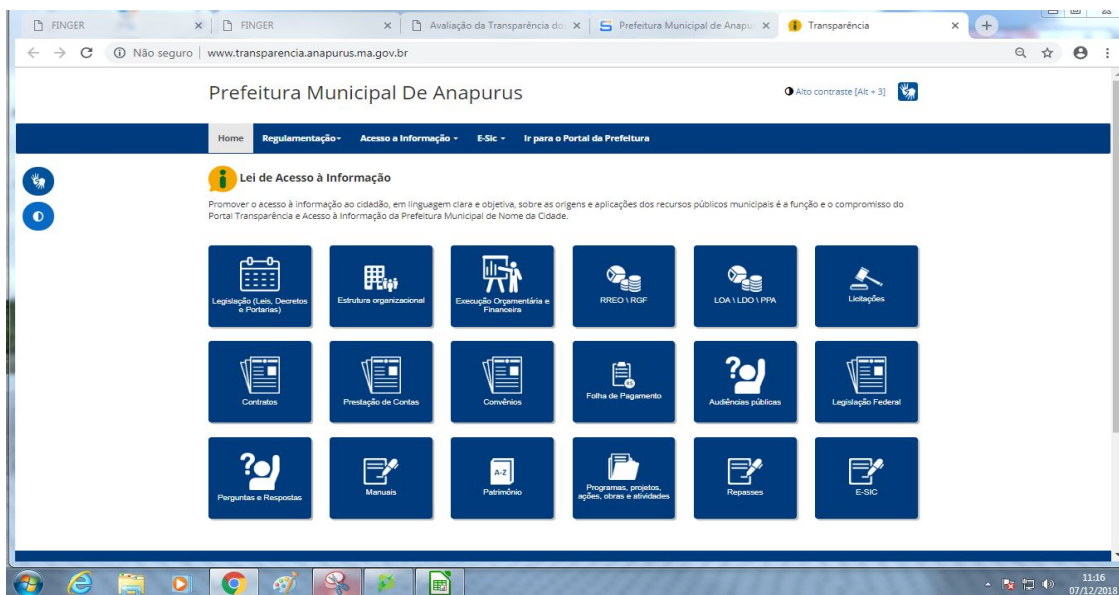 FINGER
FINGER
Avaliação da Transparência do
Prefeitura Municipal de Anapur
Transparência
Não seguro | www.transparencia.anapurus.ma.gov.br
Prefeitura Municipal De Anapurus
Alto contraste [Alt + 3]
Home
Regulamentação
Acesso a Informação
E-Sic
Ir para o Portal da Prefeitura
Lei de Acesso à Informação
Promover o acesso à informação ao cidadão, em linguagem clara e objetiva, sobre as origens e aplicações dos recursos públicos municipais é a função e o compromisso do
Portal Transparência e Acesso à Informação da Prefeitura Municipal de Nome da Cidade.
Legislação (Leis, Decretos
e Portarias)
Estrutura organizacional
Execução Orçamentária e
Financeira
RREO \ RGF
LOA \ LDO \ PPA
Licitações
Contratos
Prestação de Contas
Convênios
Folha de Pagamento
Audiências públicas
Legislação Federal
Perguntas e Respostas
Manuais
A-Z
Patrimônio
Programas, projetos,
ações, obras e atividades
Repasses
E-SIC
11:16
07/12/2018